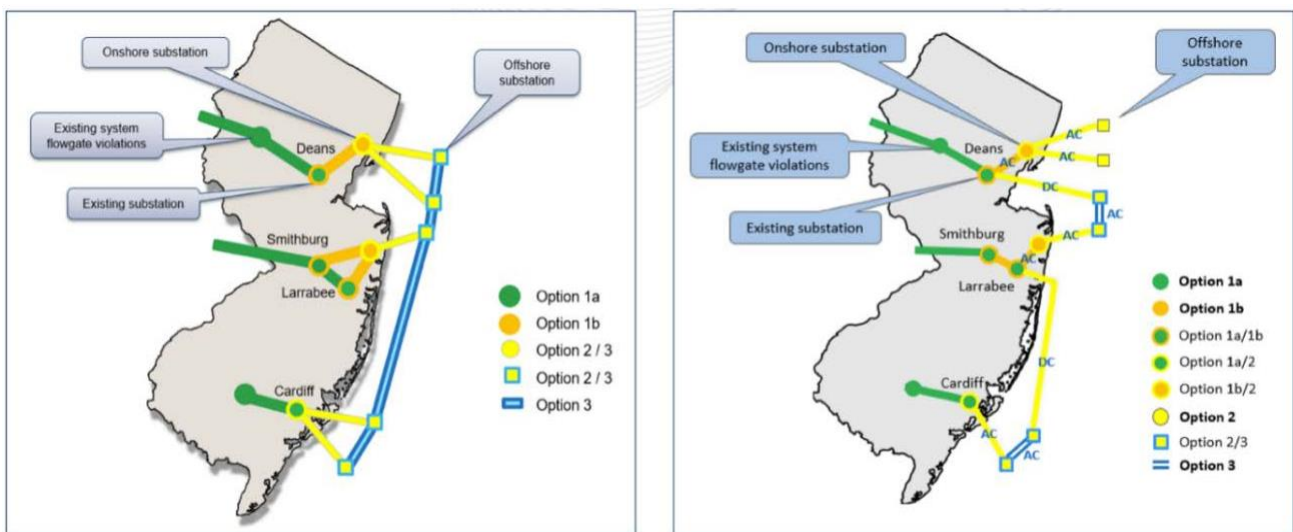 Onshore substation
Offshore
substation
Existing system
flowgate violations
Deans
Existing substation
Smithburg
Larrabee
Cardiff
Option 1a
Option 1b
Option 2 / 3
Option 2 / 3
Option 3
Onshore substation
Offshore
substation
AC
Deans
Existing system
flowgate violations
AC
AC
DC
Existing substation
AC
Smithburg
AC
AC
Larrabee
DC
Cardiff
AC
AC
Option 1a
Option 1b
Option 1a/1b
Option 1a/2
Option 1b/2
Option 2
Option 2/3
Option 3